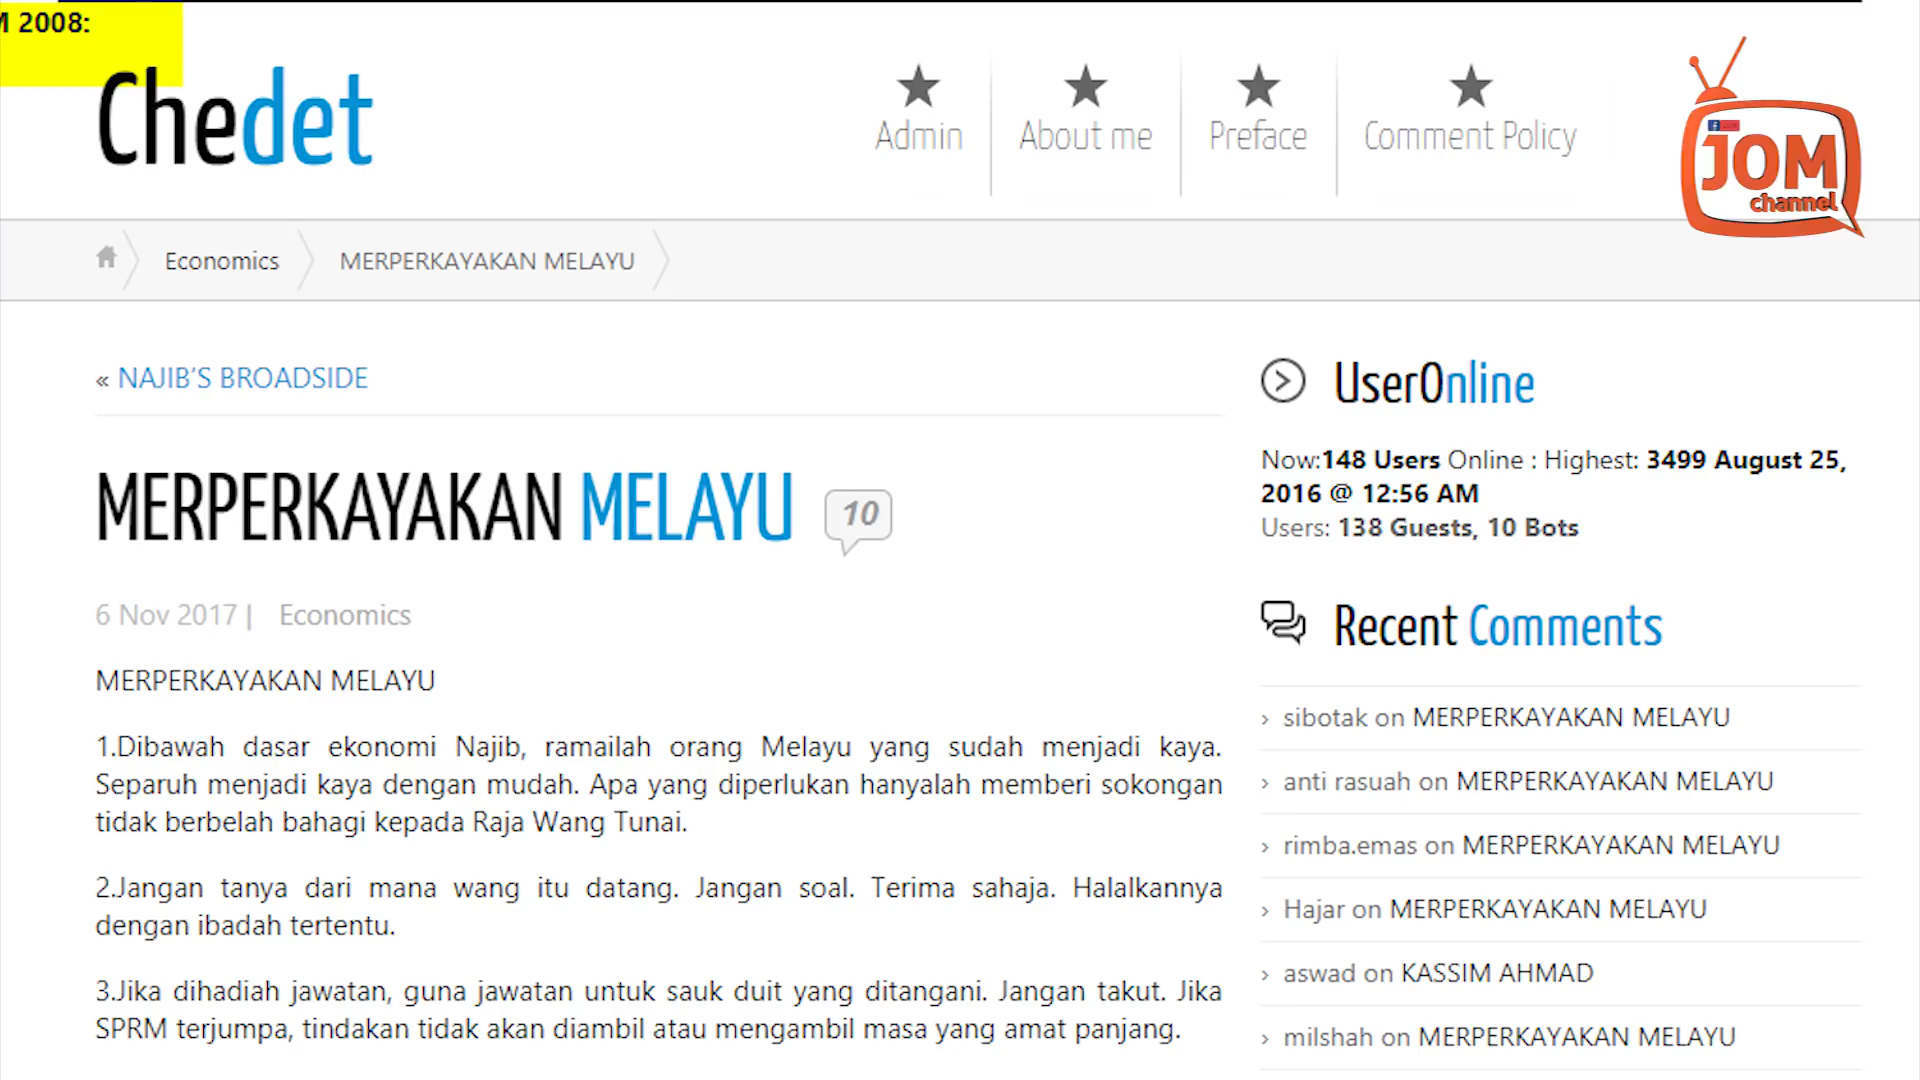 M 2008:
Chedet
Admin
About me
Preface
Comment Policy
JOM
channel
Economics
MERPERKAYAKAN MELAYU
« NAJIB'S BROADSIDE
MERPERKAYAKAN MELAYU
10
6 Nov 2017 | Economics
MERPERKAYAKAN MELAYU
1.Dibawah dasar ekonomi Najib, ramailah orang Melayu yang sudah menjadi kaya.
Separuh menjadi kaya dengan mudah. Apa yang diperlukan hanyalah memberi sokongan
tidak berbelah bahagi kepada Raja Wang Tunai.
2.Jangan tanya dari mana wang itu datang. Jangan soal. Terima sahaja. Halalkannya
dengan ibadah tertentu.
3.Jika dihadiah jawatan, guna jawatan untuk sauk duit yang ditangani. Jangan takut. Jika
SPRM terjumpa, tindakan tidak akan diambil atau mengambil masa yang amat panjang.
UserOnline
Now:148 Users Online : Highest: 3499 August 25,
2016 @ 12:56 AM
Users: 138 Guests, 10 Bots
Recent Comments
› sibotak on MERPERKAYAKAN MELAYU
› anti rasuah on MERPERKAYAKAN MELAYU
› rimba.emas on MERPERKAYAKAN MELAYU
› Hajar on MERPERKAYAKAN MELAYU
› aswad on KASSIM AHMAD
› milshah on MERPERKAYAKAN MELAYU